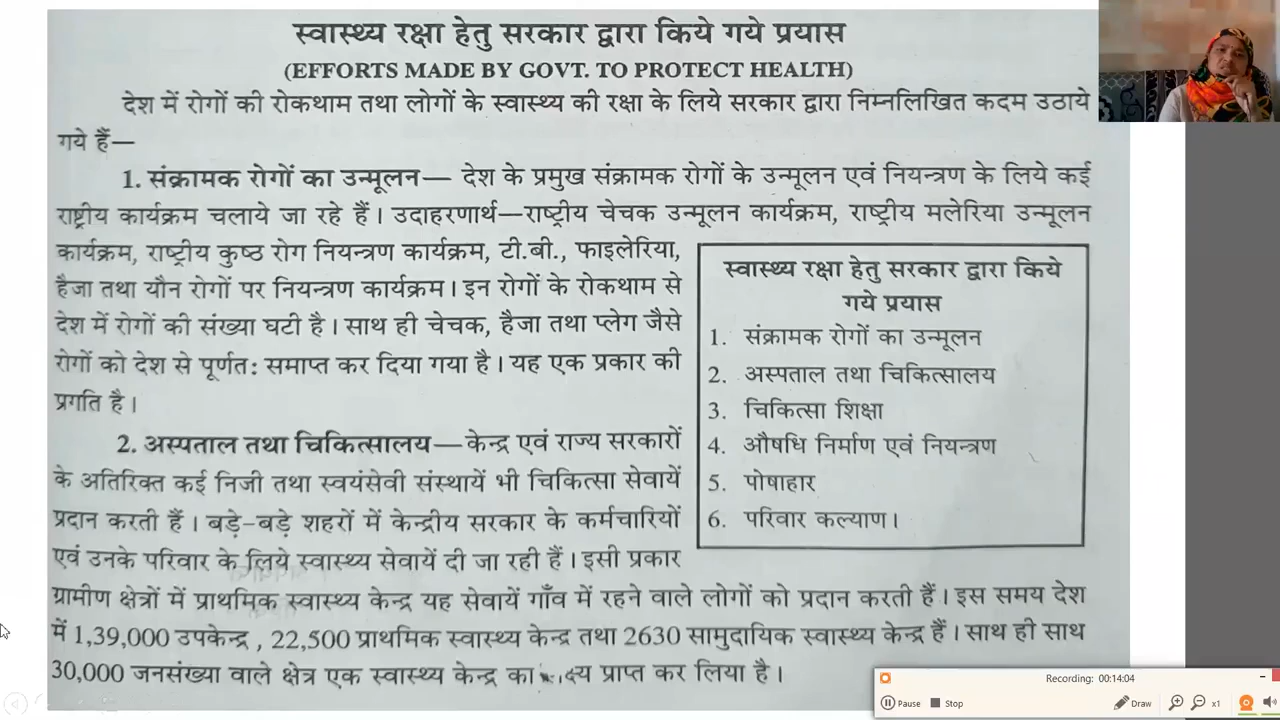 स्वास्थ्य रक्षा हेतु सरकार द्वारा किये गये प्रयास
(EFFORTS MADE BY GOVT. TO PROTECT HEALTH)
देश में रोगों की रोकथाम तथा लोगों के स्वास्थ्य की रक्षा के लिये सरकार द्वारा निम्नलिखित कदम उठाये
गये हैं—
1. संक्रामक रोगों का उन्मूलन— देश के प्रमुख संक्रामक रोगों के उन्मूलन एवं नियन्त्रण के लिये कई
राष्ट्रीय कार्यक्रम चलाये जा रहे हैं। उदाहरणार्थ—राष्ट्रीय चेचक उन्मूलन कार्यक्रम, राष्ट्रीय मलेरिया उन्मूलन
कार्यक्रम, राष्ट्रीय कुष्ठ रोग नियन्त्रण कार्यक्रम, टी.बी., फाइलेरिया,
हैजा तथा यौन रोगों पर नियन्त्रण कार्यक्रम। इन रोगों के रोकथाम से
देश में रोगों की संख्या घटी है। साथ ही चेचक, हैजा तथा प्लेग जैसे
रोगों को देश से पूर्णत: समाप्त कर दिया गया है। यह एक प्रकार की
प्रगति है।
2. अस्पताल तथा चिकित्सालय—केन्द्र एवं राज्य सरकारों
के अतिरिक्त कई निजी तथा स्वयंसेवी संस्थायें भी चिकित्सा सेवायें
प्रदान करती हैं। बड़े-बड़े शहरों में केन्द्रीय सरकार के कर्मचारियों
एवं उनके परिवार के लिये स्वास्थ्य सेवायें दी जा रही हैं। इसी प्रकार
स्वास्थ्य रक्षा हेतु सरकार द्वारा किये
गये प्रयास
1. संक्रामक रोगों का उन्मूलन
2. अस्पताल तथा चिकित्सालय
3. चिकित्सा शिक्षा
4. औषधि निर्माण एवं नियन्त्रण
5. पोषाहार
6. परिवार कल्याण।
ग्रामीण क्षेत्रों में प्राथमिक स्वास्थ्य केन्द्र यह सेवायें गाँव में रहने वाले लोगों को प्रदान करती हैं। इस समय देश
में 1,39,000 उपकेन्द्र, 22,500 प्राथमिक स्वास्थ्य केन्द्र तथा 2630 सामुदायिक स्वास्थ्य केन्द्र हैं। साथ ही साथ
30,000 जनसंख्या वाले क्षेत्र एक स्वास्थ्य केन्द्र का प्राप्त कर लिया है।
Recording: 00:14:04
Pause Stop Draw x1